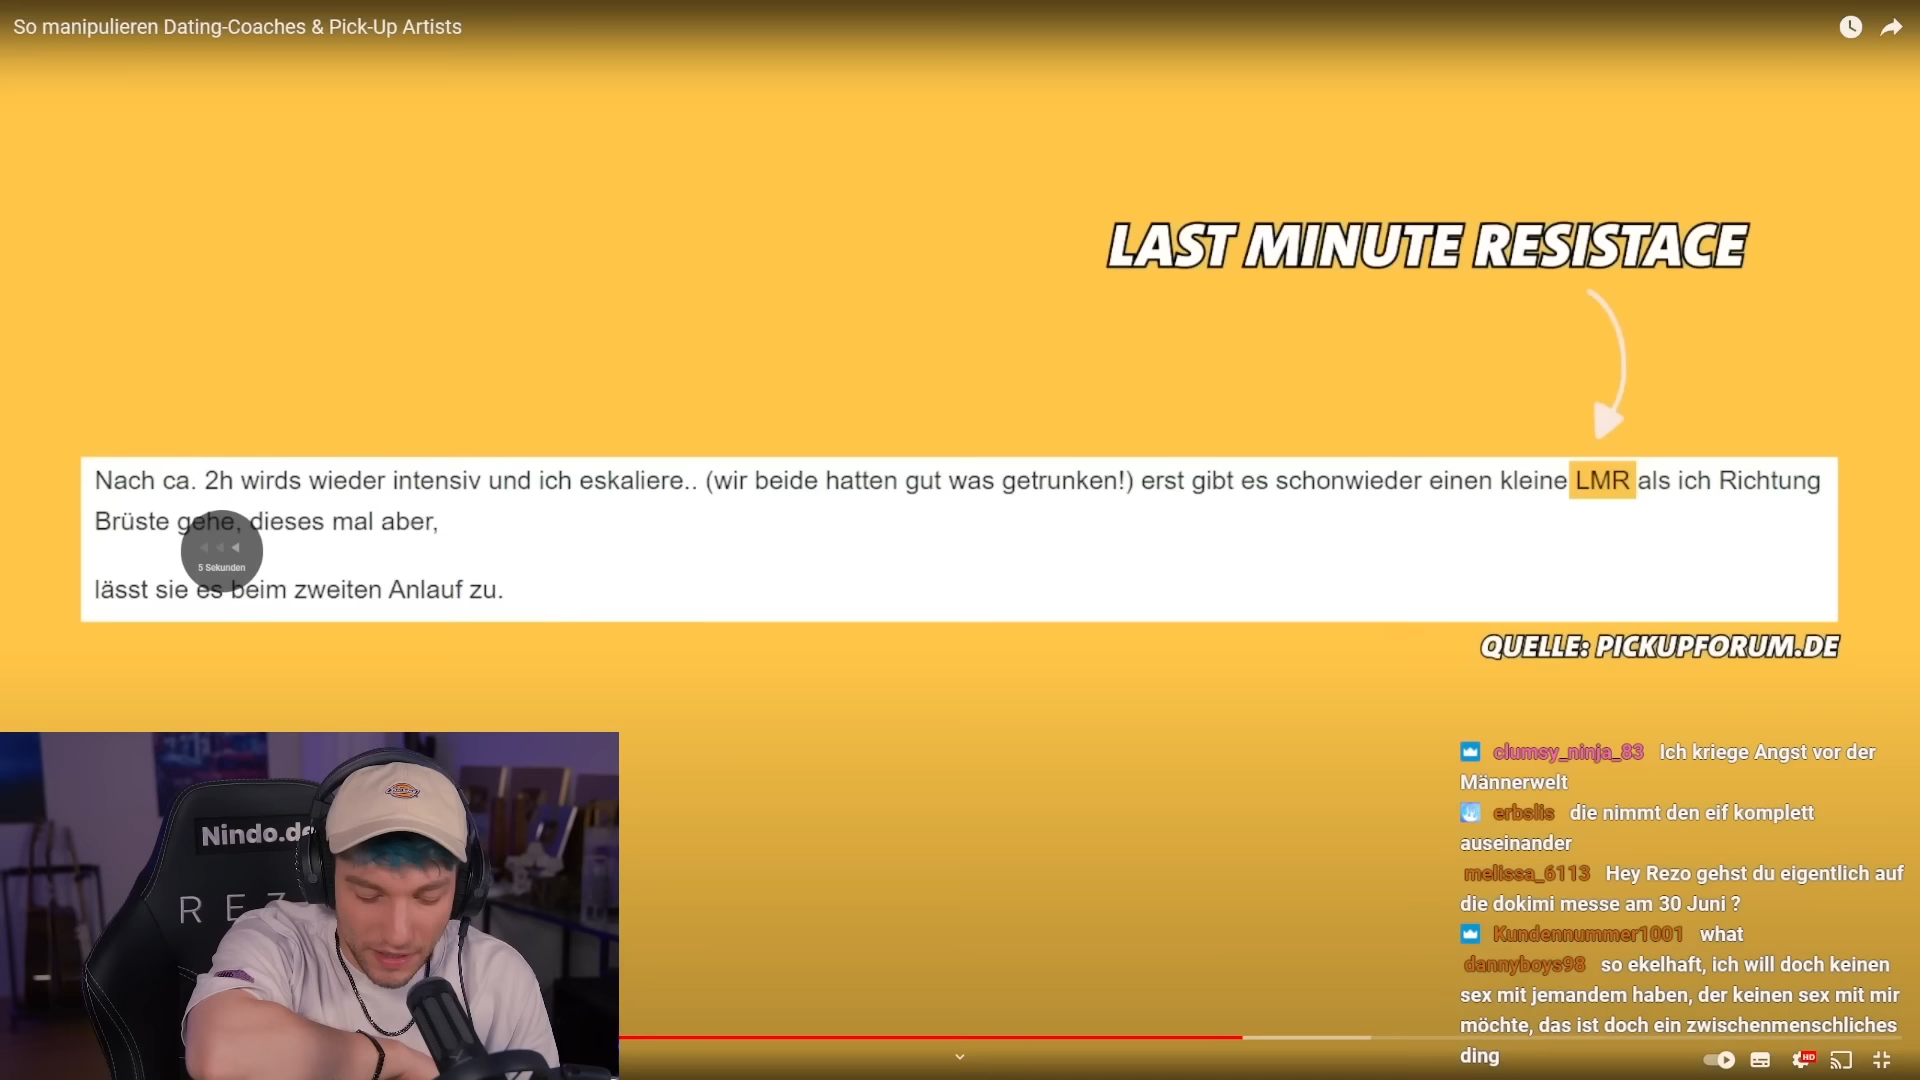 So manipulieren Dating-Coaches & Pick-Up Artists
LAST MINUTE RESISTACE
Nach ca. 2h wirds wieder intensiv und ich eskaliere.. (wir beide hatten gut was getrunken!) erst gibt es schonwieder einen kleine LMR als ich Richtung
Brüste gehe, dieses mal aber,
5 Sekunden
lässt sie es beim zweiten Anlauf zu.
QUELLE: PICKUPFORUM.DE
Nindo.de
REZ
clumsy_ninja_83 Ich kriege Angst vor der
Männerwelt
erbslis die nimmt den eif komplett
auseinander
melissa_6113 Hey Rezo gehst du eigentlich auf
die dokimi messe am 30 Juni ?
Kundennummer1001 what
dannyboys98 so ekelhaft, ich will doch keinen
sex mit jemandem haben, der keinen sex mit mir
möchte, das ist doch ein zwischenmenschliches
ding
HD